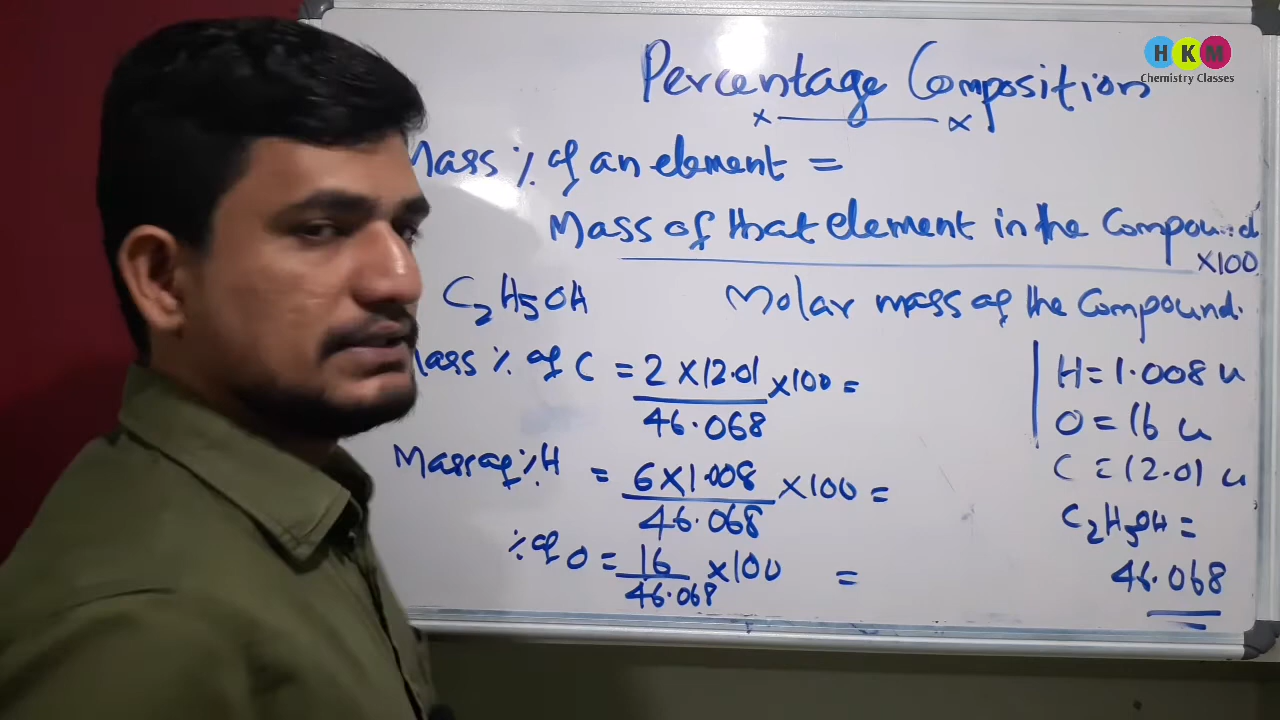 HKM
Chemistry Classes
Percentage Composition
Mass % of an element =
Mass of that element in the Compound
×100
Molar mass of the Compound.
C₂H₅OH
Mass % of C = 2 × 12.01 × 100 =
46.068
Mass of % H = 6 × 1.008 × 100 =
46.068
% of O = 16 × 100 =
46.068
H = 1.008 u
O = 16 u
C = 12.01 u
C₂H₅OH =
46.068